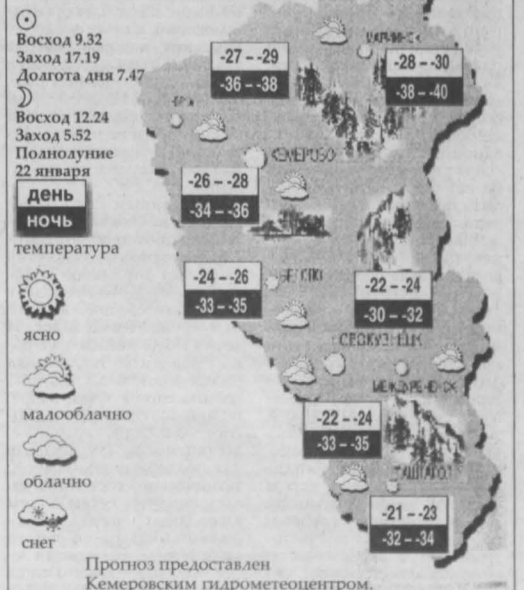 Восход 9.32
Заход 17.19
Долгота дня 7.47
Восход 12.24
Заход 5.52
Полнолуние
22 января
день
ночь
температура
ясно
малооблачно
облачно
снег
-27 – -29
-36 – -38
-28 – -30
-38 – -40
КЕМЕРОВО
-26 – -28
-34 – -36
-24 – -26
-33 – -35
-22 – -24
-30 – -32
-22 – -24
-33 – -35
ТАШТАГОЛ
-21 – -23
-32 – -34
Прогноз предоставлен
Кемеровским гидрометеоцентром.